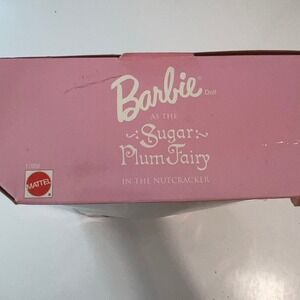 Barbie® Doll
AS THE
Sugar
Plum Fairy
IN THE NUTCRACKER
MATTEL